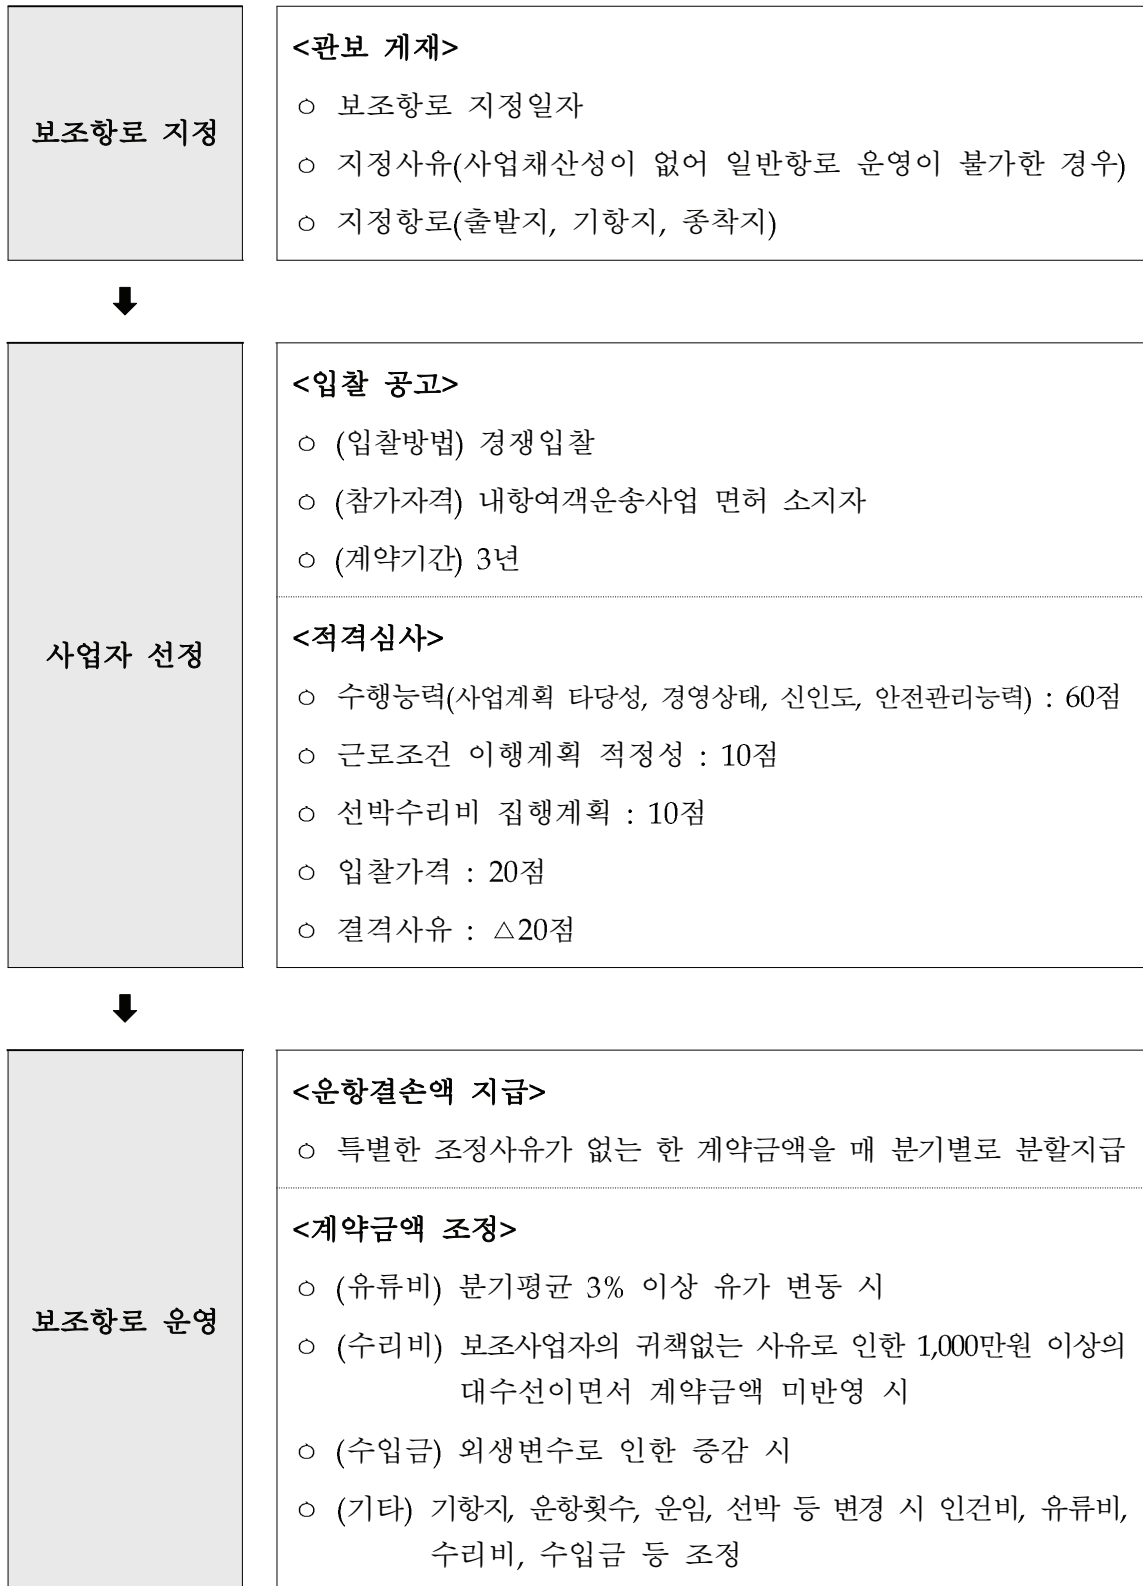 보조항로 지정
<관보 게재>
○ 보조항로 지정일자
○ 지정사유(사업채산성이 없어 일반항로 운영이 불가한 경우)
○ 지정항로(출발지, 기항지, 종착지)
사업자 선정
<입찰 공고>
○ (입찰방법) 경쟁입찰
○ (참가자격) 내항여객운송사업 면허 소지자
○ (계약기간) 3년
<적격심사>
○ 수행능력(사업계획 타당성, 경영상태, 신인도, 안전관리능력) : 60점
○ 근로조건 이행계획 적정성 : 10점
○ 선박수리비 집행계획 : 10점
○ 입찰가격 : 20점
○ 결격사유 : △20점
보조항로 운영
<운항결손액 지급>
○ 특별한 조정사유가 없는 한 계약금액을 매 분기별로 분할지급
<계약금액 조정>
○ (유류비) 분기평균 3% 이상 유가 변동 시
○ (수리비) 보조사업자의 귀책없는 사유로 인한 1,000만원 이상의
대수선이면서 계약금액 미반영 시
○ (수입금) 외생변수로 인한 증감 시
○ (기타) 기항지, 운항횟수, 운임, 선박 등 변경 시 인건비, 유류비,
수리비, 수입금 등 조정